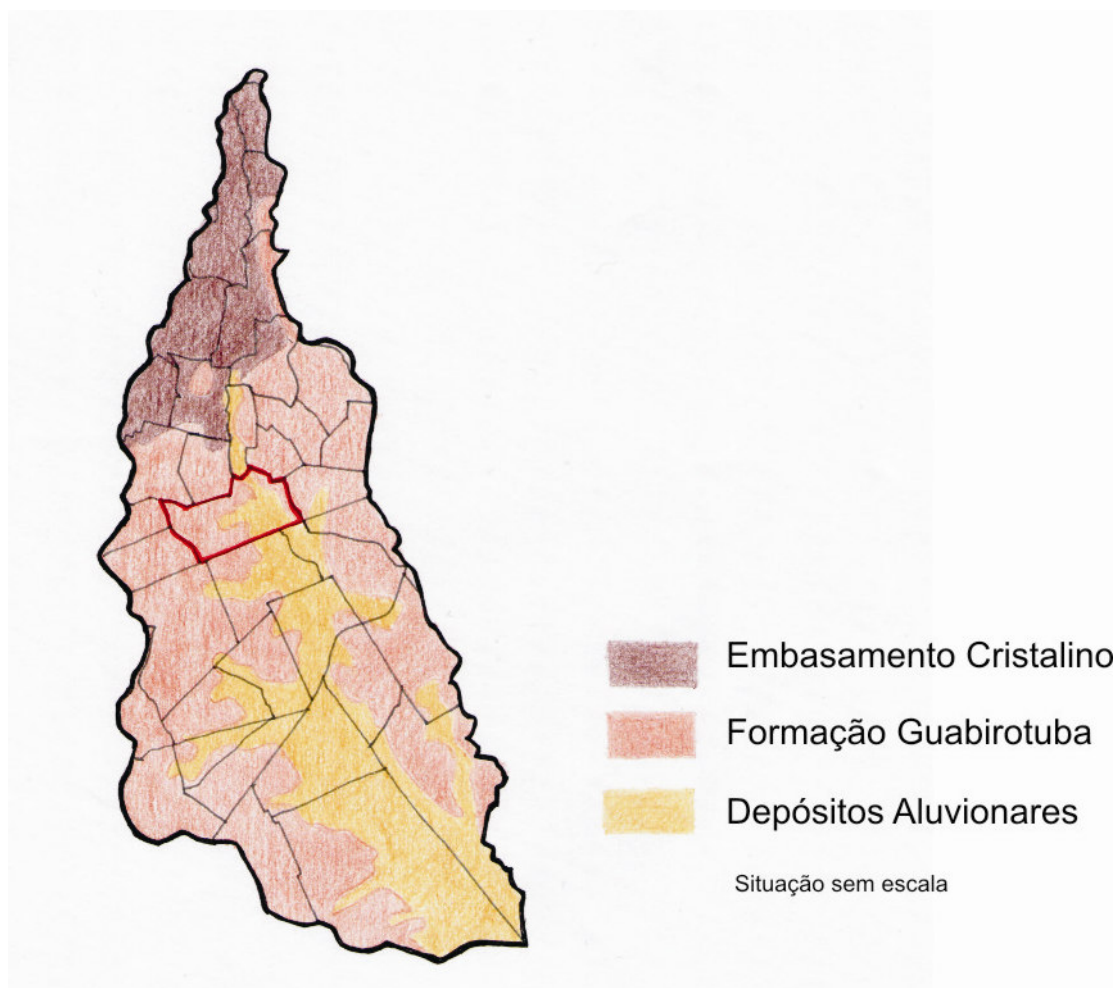 Embasamento Cristalino
Formação Guabirotuba
Depósitos Aluvionares
Situação sem escala